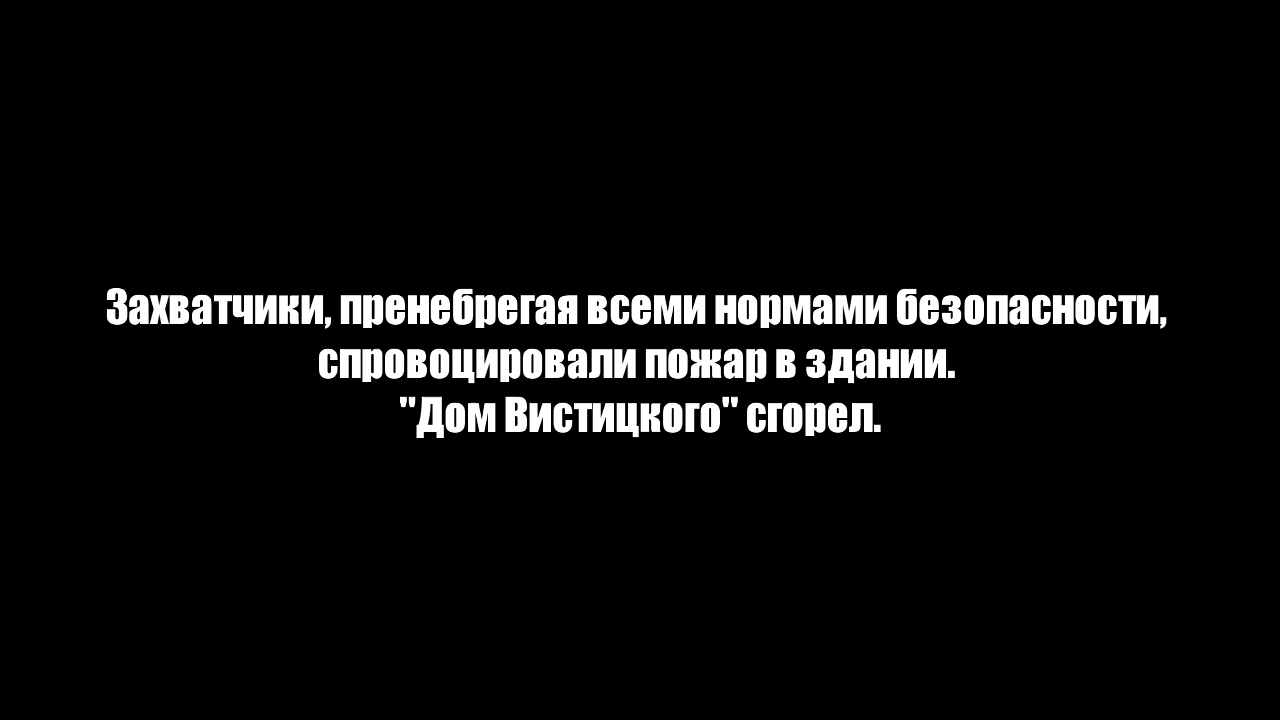 Захватчики, пренебрегая всеми нормами безопасности,
спровоцировали пожар в здании.
"Дом Вистицкого" сгорел.